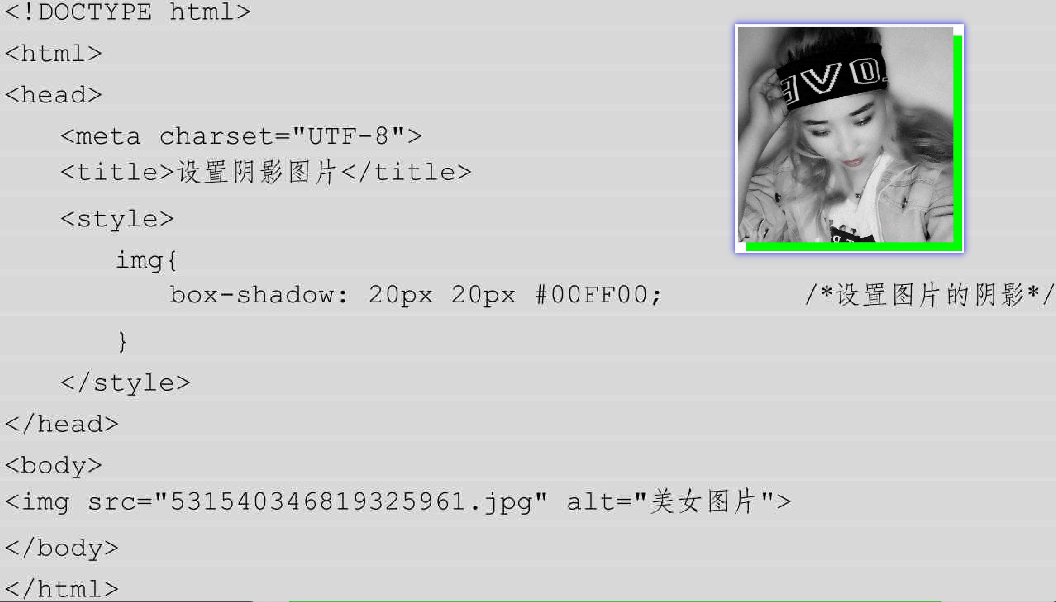 <!DOCTYPE html>
<html>
<head>
<meta charset="UTF-8">
<title>设置阴影图片</title>
<style>
img{
box-shadow: 20px 20px #00FF00; /*设置图片的阴影*/
}
</style>
</head>
<body>
<img src="531540346819325961.jpg" alt="美女图片">
</body>
</html>